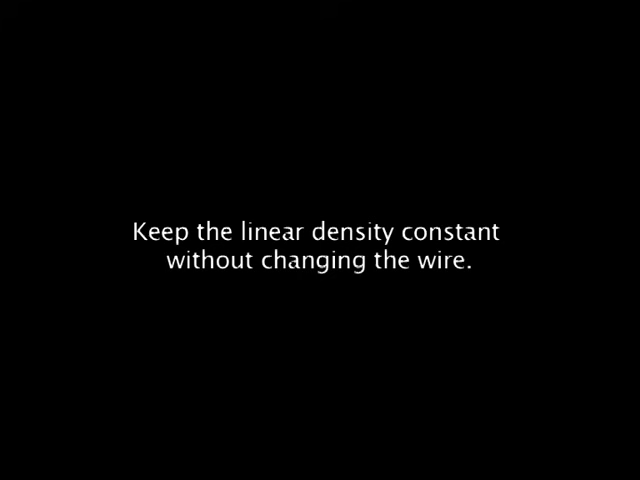 Keep the linear density constant
without changing the wire.